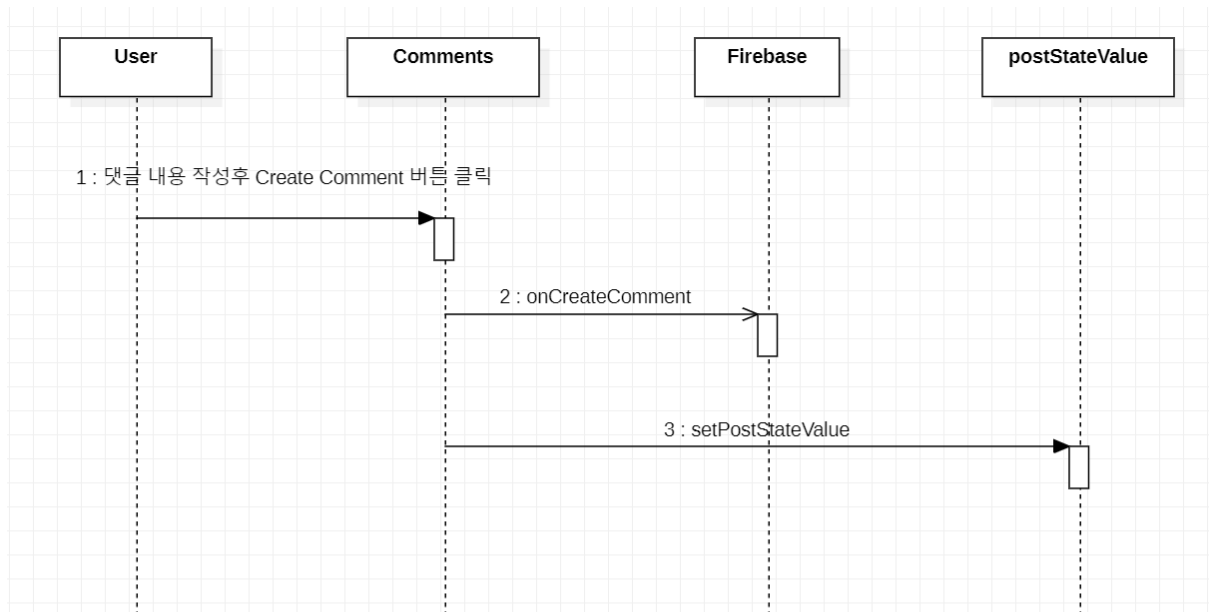 User
Comments
Firebase
postStateValue
1 : 댓글 내용 작성후 Create Comment 버튼 클릭
2 : onCreateComment
3 : setPostStateValue